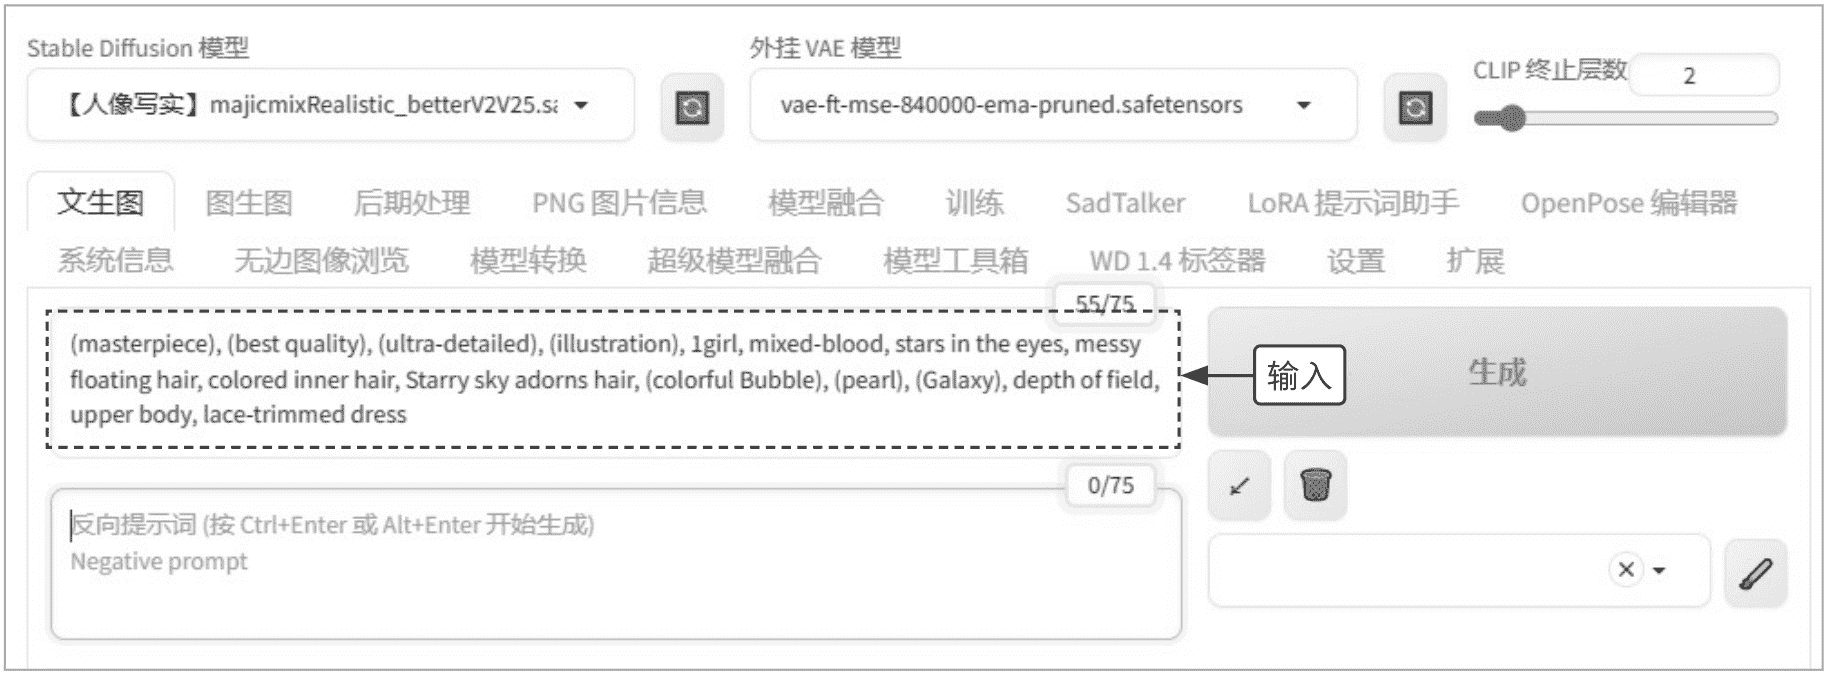 Stable Diffusion 模型
外挂 VAE 模型
CLIP 终止层数
2
【人像写实】majicmixRealistic_betterV2V25.sa
vae-ft-mse-840000-ema-pruned.safetensors
文生图 图生图 后期处理 PNG 图片信息 模型融合 训练 SadTalker LoRA 提示词助手 OpenPose 编辑器
系统信息 无边图像浏览 模型转换 超级模型融合 模型工具箱 WD 1.4 标签器 设置 扩展
55/75
(masterpiece), (best quality), (ultra-detailed), (illustration), 1girl, mixed-blood, stars in the eyes, messy
floating hair, colored inner hair, Starry sky adorns hair, (colorful Bubble), (pearl), (Galaxy), depth of field,
upper body, lace-trimmed dress
输入
生成
0/75
反向提示词 (按 Ctrl+Enter 或 Alt+Enter 开始生成)
Negative prompt